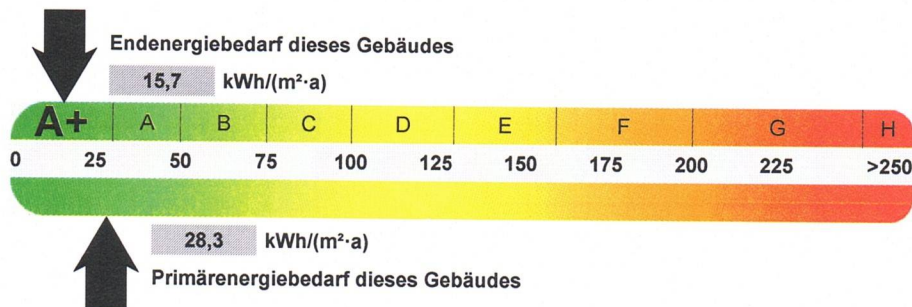 Endenergiebedarf dieses Gebäudes
15,7 kWh/(m²·a)
A+ A B C D E F G H
0 25 50 75 100 125 150 175 200 225 >250
28,3 kWh/(m²·a)
Primärenergiebedarf dieses Gebäudes